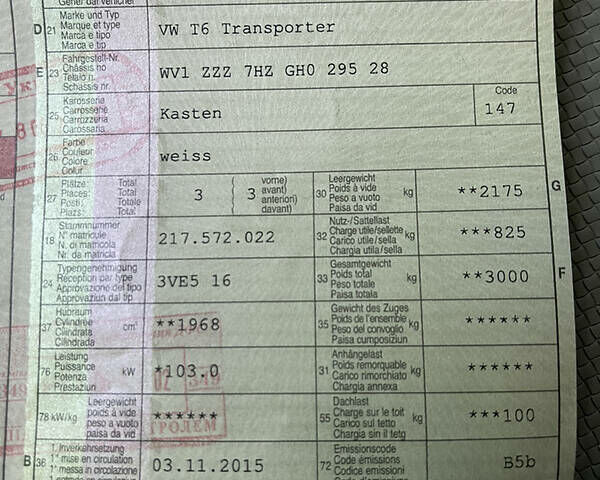 D 21 Marke und Typ
Marque et type
Marca e tipo
Marca e tip
VW T6 Transporter
E 23 Fahrgestell-Nr.
Châssis no
Telaio n.
Schassis nr.
WV1 ZZZ 7HZ GH0 295 28
25 Karosserie
Carrosserie
Carrozzeria
Carossaria
Kasten
Code
147
26 Farbe
Couleur
Colore
Colur
weiss
27 Plätze: Total
Places: Total
Posti: Totale
Plazs: Total
3
( vorne)
( avant)
3 anteriori)
( davant)
30 Leergewicht
Poids à vide kg
Peso a vuoto
Paisa da vid
**2175
G
18 Stammnummer
N° matricule
N. di matricola
Nr. da matricla
217.572.022
32 Nutz-/Sattellast
Charge utile/sellette kg
Carico utile/sella
Chargia utila/sella
***825
24 Typengenehmigung
Réception par type
Approvazione del tipo
Approvaziun dal tip
3VE5 16
33 Gesamtgewicht
Poids total kg
Peso totale
Paisa totala
**3000
F
37 Hubraum
Cylindrée cm³
Cilindrata
Cilindrada
**1968
35 Gewicht des Zuges
Poids de l'ensemble kg
Peso del convoglio
Paisa cumposiziun
******
76 Leistung
Puissance kW
Potenza
Prestaziun
*103.0
31 Anhängelast
Poids remorquable kg
Carico rimorchiato
Chargia annexa
******
78 kW/kg Leergewicht
poids à vide
peso a vuoto
paisa da vid
******
55 Dachlast
Charge sur le toit kg
Carico sul tetto
Chargia sin il tetg
***100
B 36 1. Inverkehrsetzung
1re mise en circulation
1a messa in circolazione
03.11.2015
72 Emissionscode
Code émissions
Codice emissioni
B5b